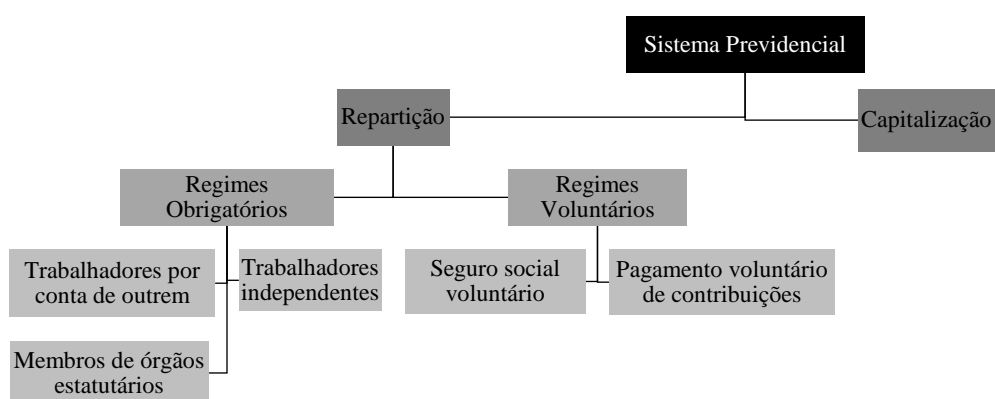 Sistema Previdencial
Repartição
Capitalização
Regimes
Obrigatórios
Regimes
Voluntários
Trabalhadores por
conta de outrem
Trabalhadores
independentes
Seguro social
voluntário
Pagamento voluntário
de contribuições
Membros de órgãos
estatutários